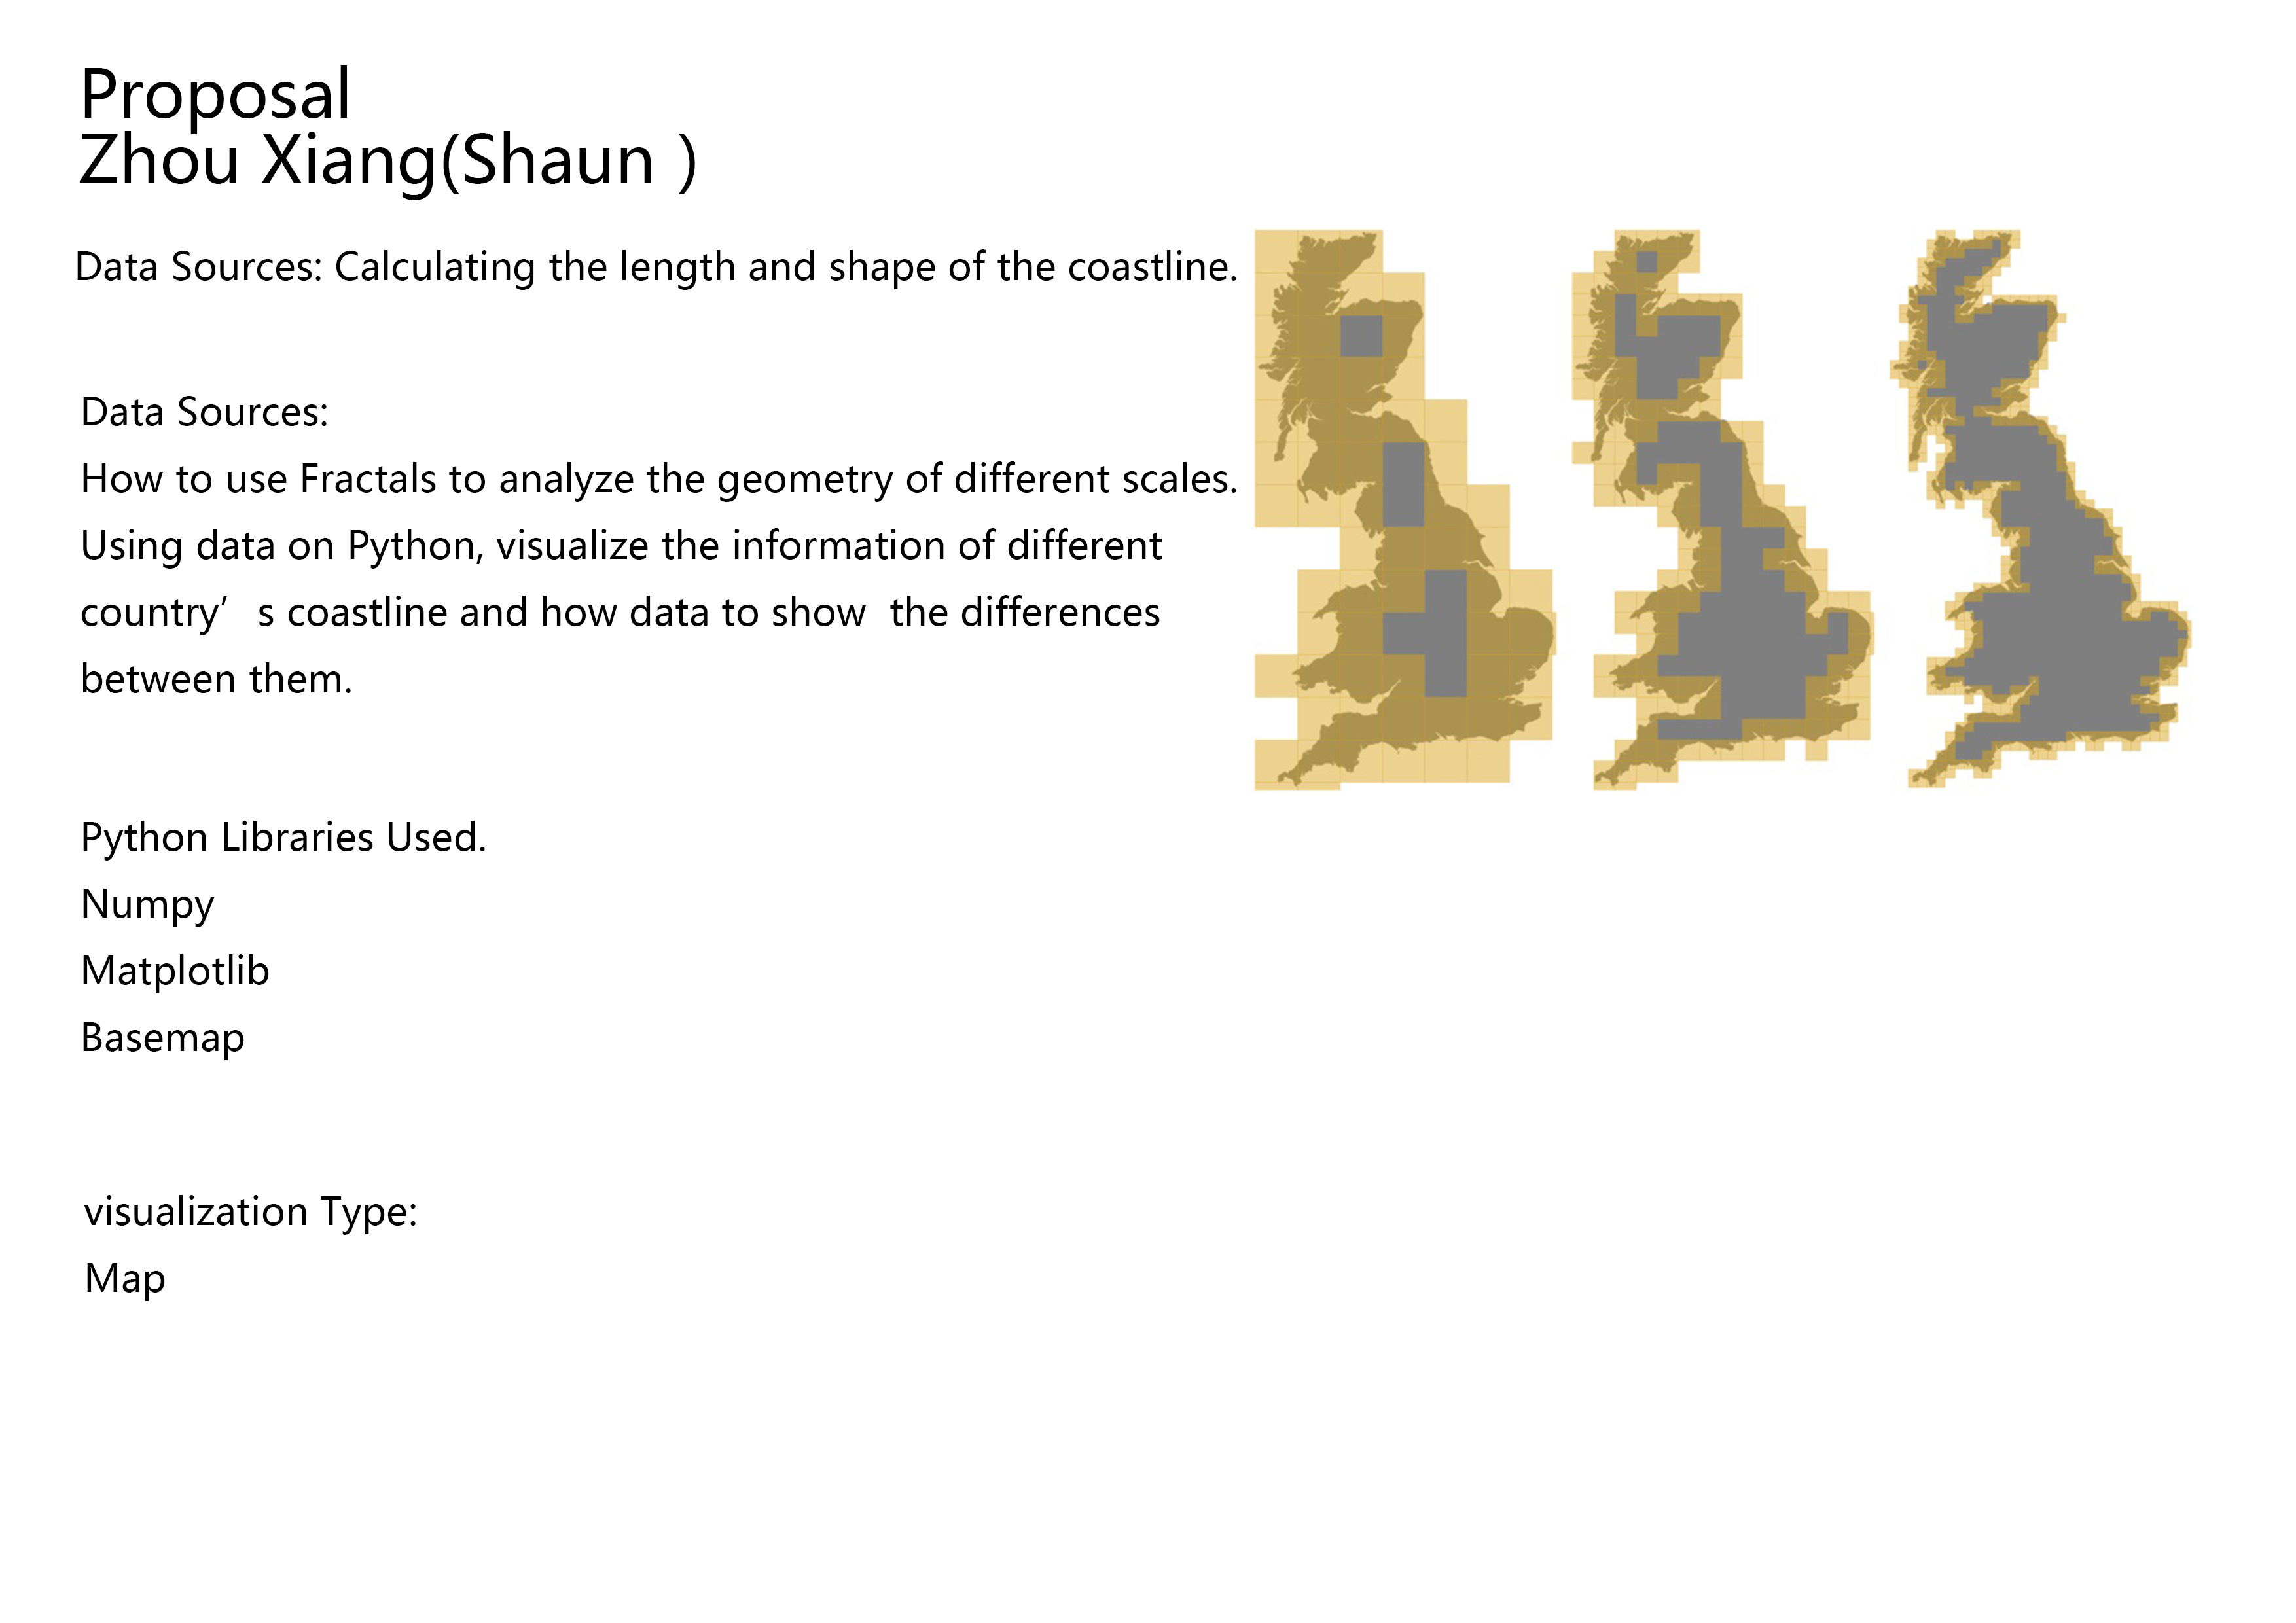 Proposal
Zhou Xiang(Shaun )
Data Sources: Calculating the length and shape of the coastline.
Data Sources:
How to use Fractals to analyze the geometry of different scales.
Using data on Python, visualize the information of different
country’ s coastline and how data to show  the differences
between them.
Python Libraries Used.
Numpy
Matplotlib
Basemap
visualization Type:
Map